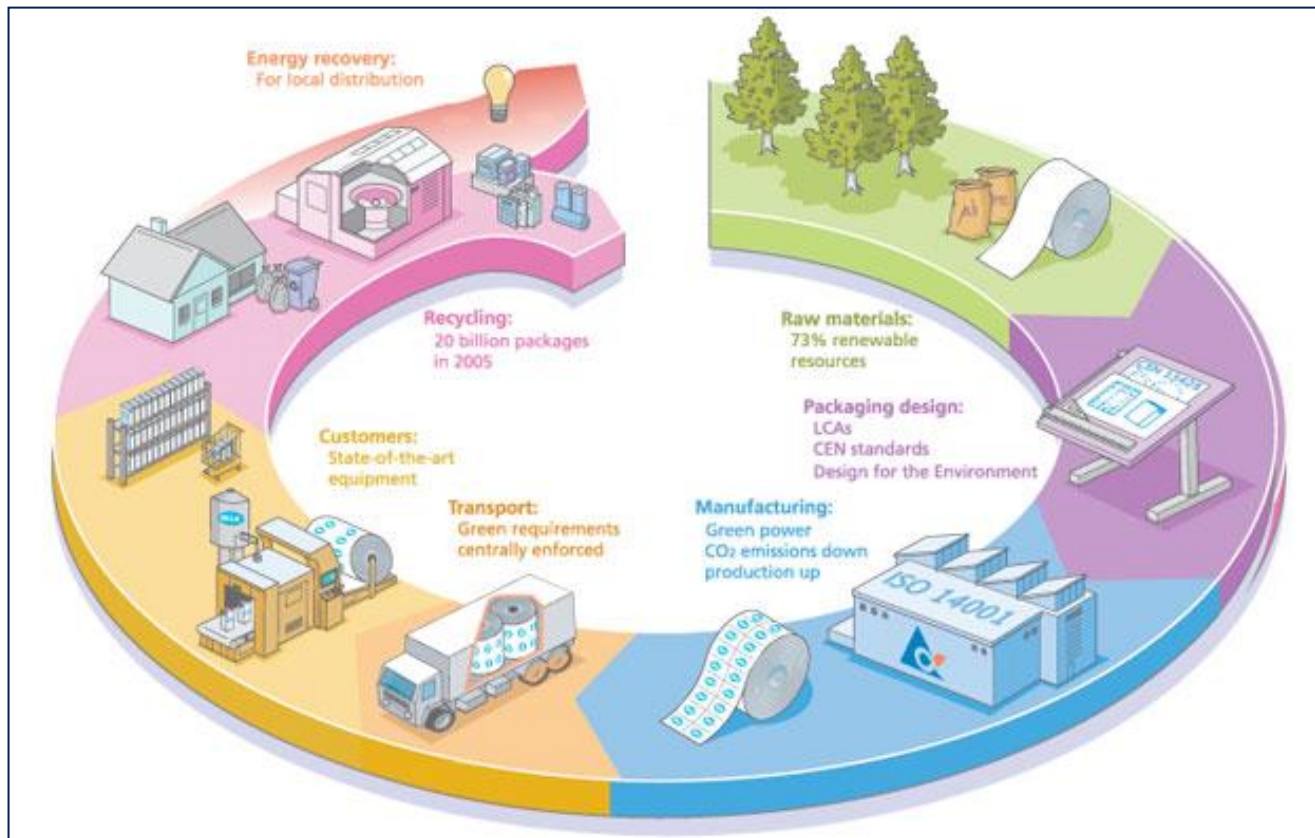 Energy recovery:
For local distribution
Recycling:
20 billion packages
in 2005
Raw materials:
73% renewable
resources
Packaging design:
LCAs
CEN standards
Design for the Environment
Customers:
State-of-the-art
equipment
Transport:
Green requirements
centrally enforced
Manufacturing:
Green power
CO₂ emissions down
production up
ISO 14001